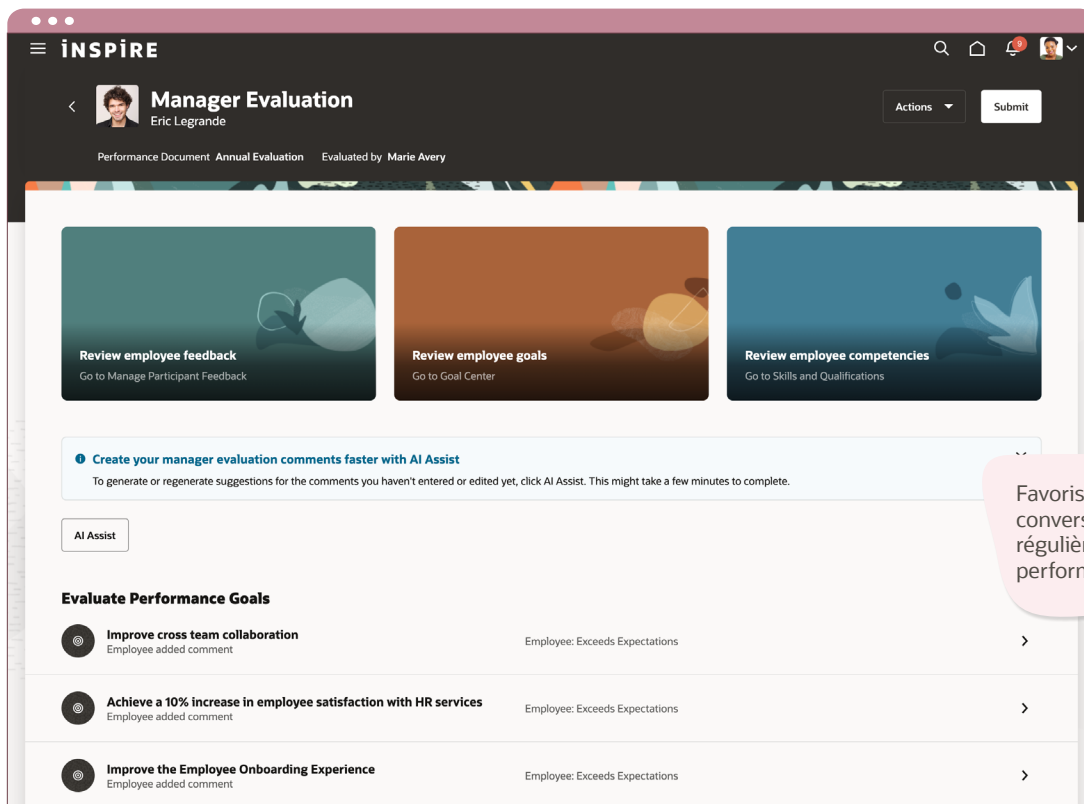 iNSPiRE
9
Manager Evaluation
Eric Legrande
Actions
Submit
Performance Document Annual Evaluation Evaluated by Marie Avery
Review employee feedback
Go to Manage Participant Feedback
Review employee goals
Go to Goal Center
Review employee competencies
Go to Skills and Qualifications
Create your manager evaluation comments faster with AI Assist
To generate or regenerate suggestions for the comments you haven't entered or edited yet, click AI Assist. This might take a few minutes to complete.
AI Assist
Favoris
convers
réguliè
perform
Evaluate Performance Goals
Improve cross team collaboration
Employee added comment
Employee: Exceeds Expectations
Achieve a 10% increase in employee satisfaction with HR services
Employee added comment
Employee: Exceeds Expectations
Improve the Employee Onboarding Experience
Employee added comment
Employee: Exceeds Expectations